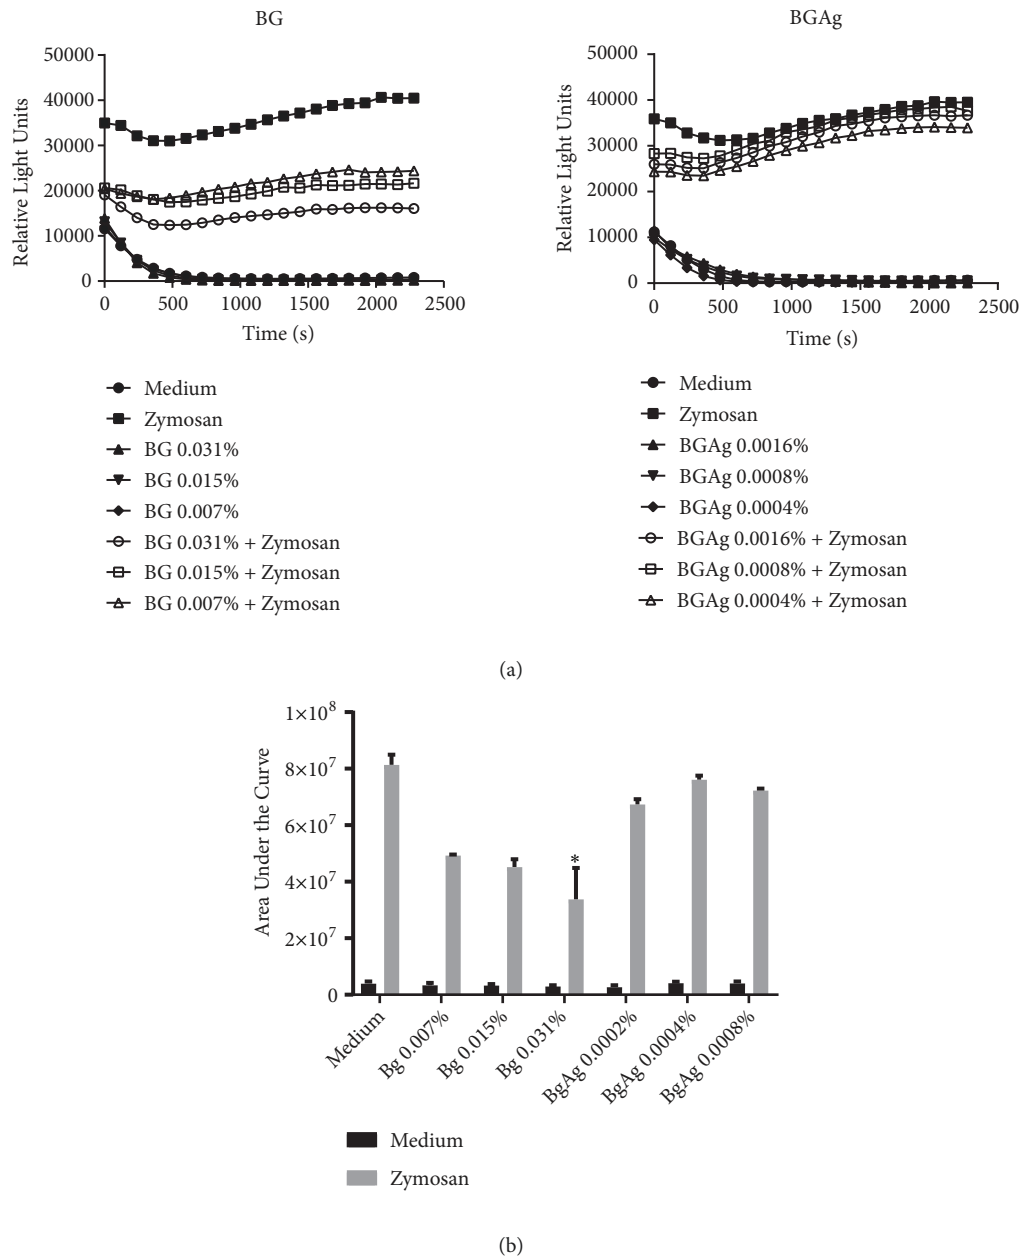 BG
50000
40000
30000
20000
10000
0
Relative Light Units
0 500 1000 1500 2000 2500
Time (s)
Medium
Zymosan
BG 0.031%
BG 0.015%
BG 0.007%
BG 0.031% + Zymosan
BG 0.015% + Zymosan
BG 0.007% + Zymosan
BGAg
50000
40000
30000
20000
10000
0
Relative Light Units
0 500 1000 1500 2000 2500
Time (s)
Medium
Zymosan
BGAg 0.0016%
BGAg 0.0008%
BGAg 0.0004%
BGAg 0.0016% + Zymosan
BGAg 0.0008% + Zymosan
BGAg 0.0004% + Zymosan
(a)
1×10⁸
8×10⁷
6×10⁷
4×10⁷
2×10⁷
0
Area Under the Curve
*
Medium
Bg 0.007%
Bg 0.015%
Bg 0.031%
BgAg 0.0002%
BgAg 0.0004%
BgAg 0.0008%
Medium
Zymosan
(b)